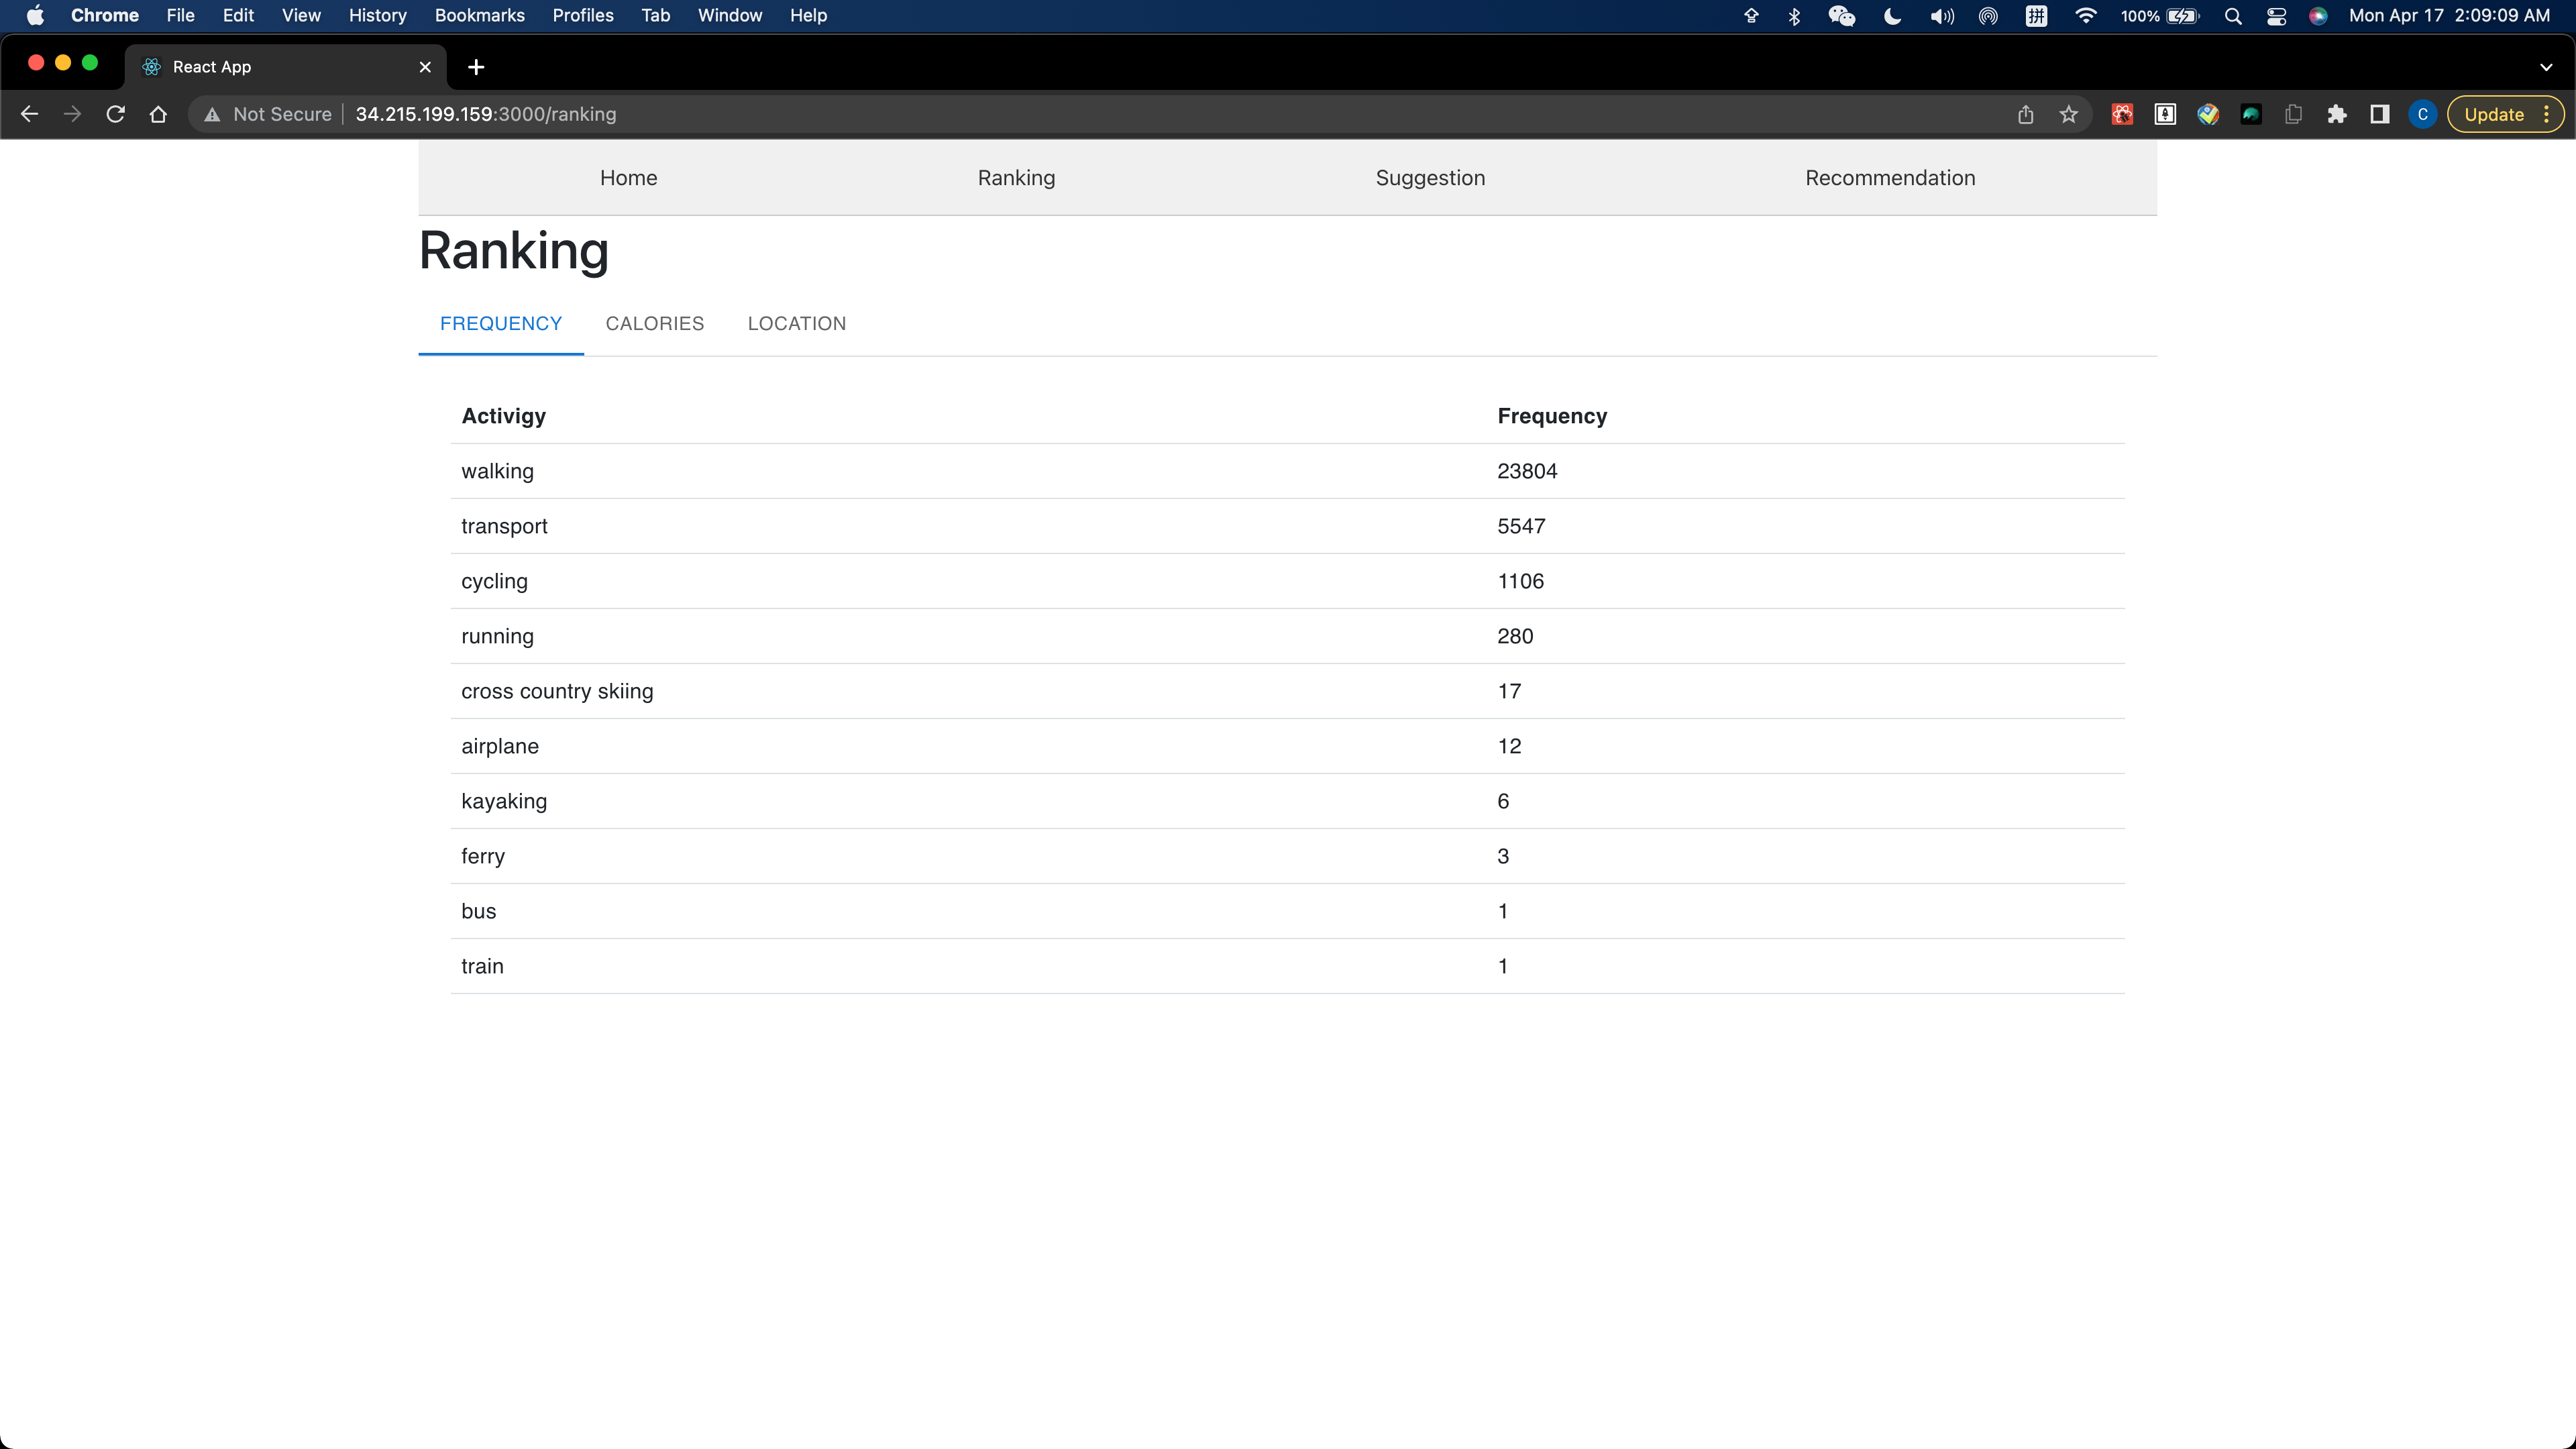 Chrome File Edit View History Bookmarks Profiles Tab Window Help 拼 100% Mon Apr 17 2:09:09 AM
React App
Not Secure 34.215.199.159:3000/ranking C Update
Home Ranking Suggestion Recommendation
Ranking
FREQUENCY CALORIES LOCATION
Activigy Frequency
walking 23804
transport 5547
cycling 1106
running 280
cross country skiing 17
airplane 12
kayaking 6
ferry 3
bus 1
train 1